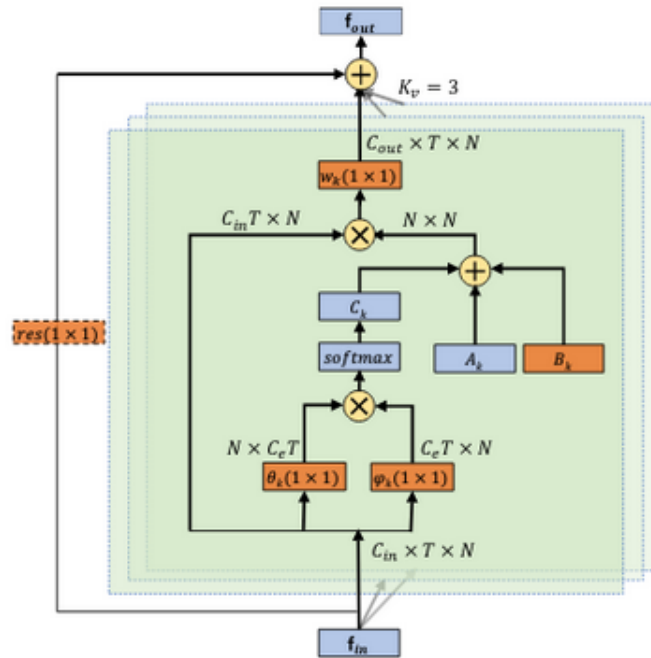 f_out
K_v = 3
C_out × T × N
w_k(1 × 1)
C_in T × N
N × N
C_k
res(1 × 1)
softmax
A_k
B_k
N × C_e T
C_e T × N
θ_k(1 × 1)
φ_k(1 × 1)
C_in × T × N
f_in